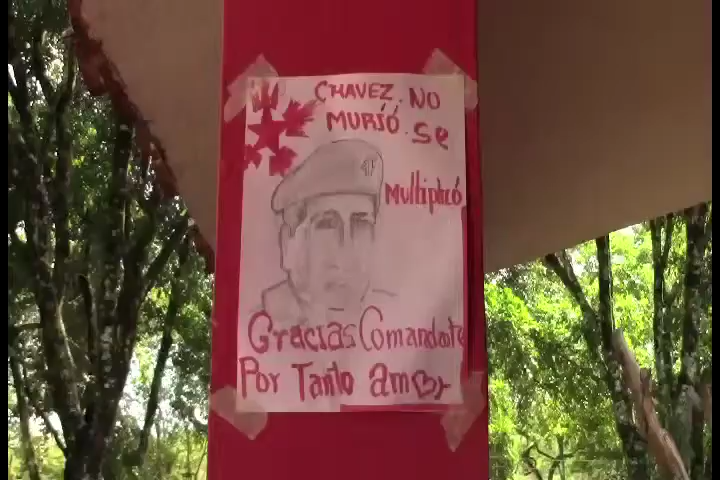 CHAVEZ. NO
MURIÓ. Se
Multiplicó
Gracias Comandante
Por Tanto amor